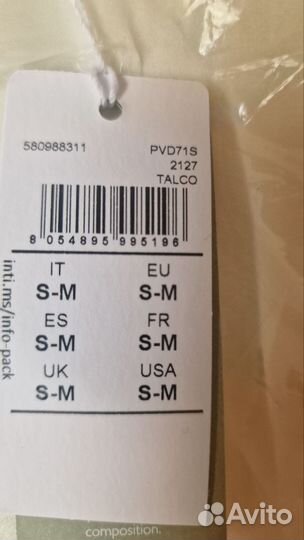 580988311 PVD71S
2127
TALCO
8 054895 995196
IT EU
S-M S-M
ES FR
S-M S-M
UK USA
S-M S-M
inti.ms/info-pack
composition.
Avito